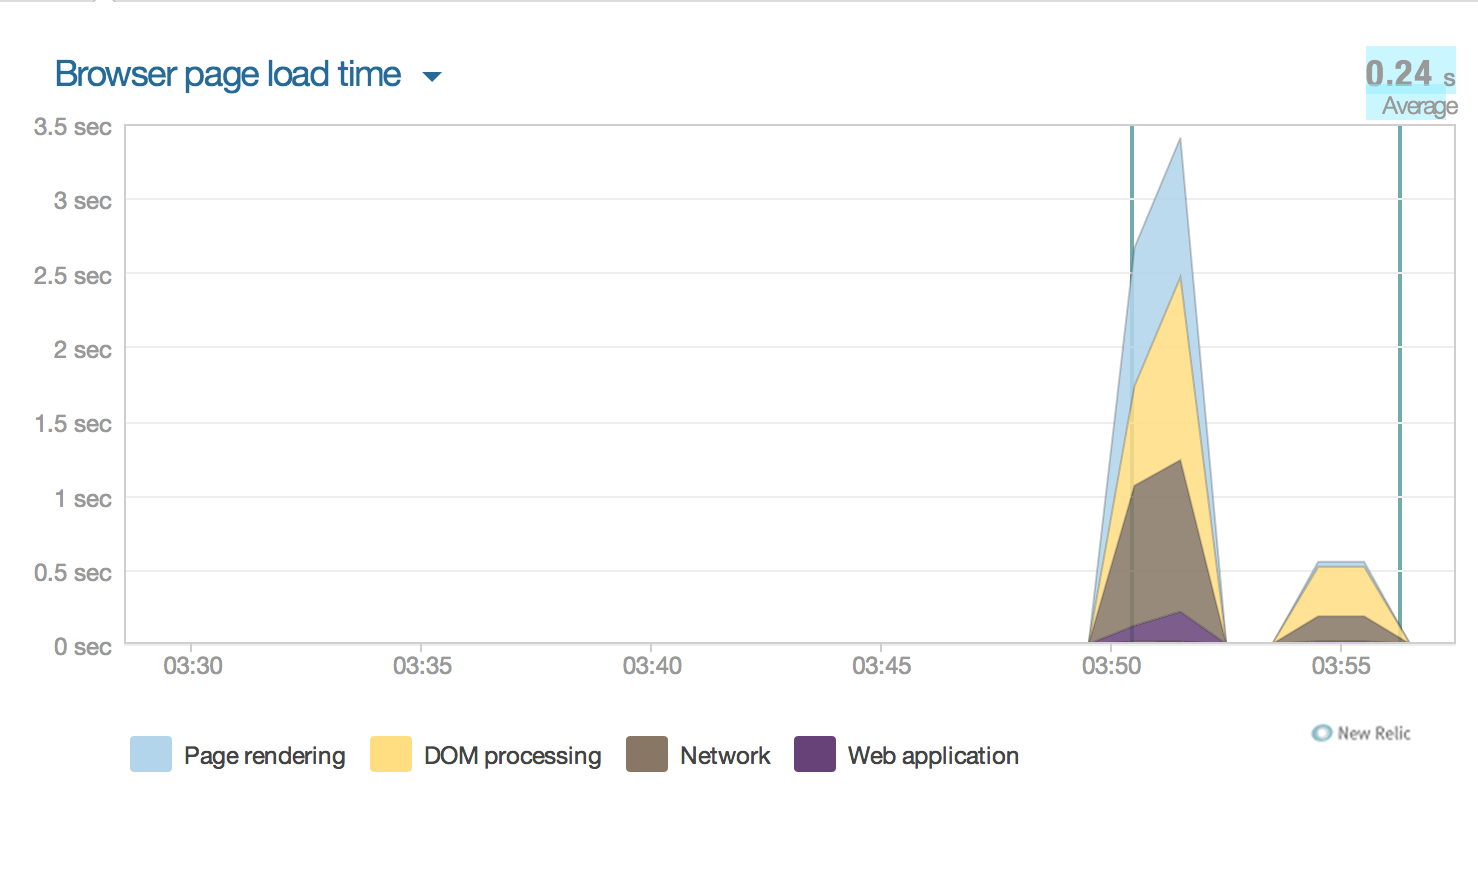 Browser page load time
0.24 s
Average
3.5 sec
3 sec
2.5 sec
2 sec
1.5 sec
1 sec
0.5 sec
0 sec
03:30 03:35 03:40 03:45 03:50 03:55
New Relic
Page rendering DOM processing Network Web application